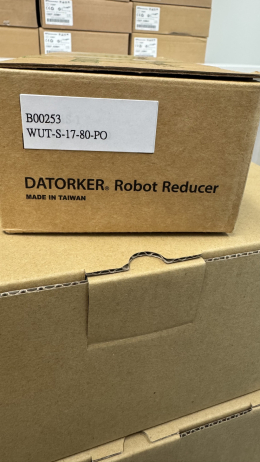 B00253
WUT-S-17-80-PO
DATORKER® Robot Reducer
MADE IN TAIWAN